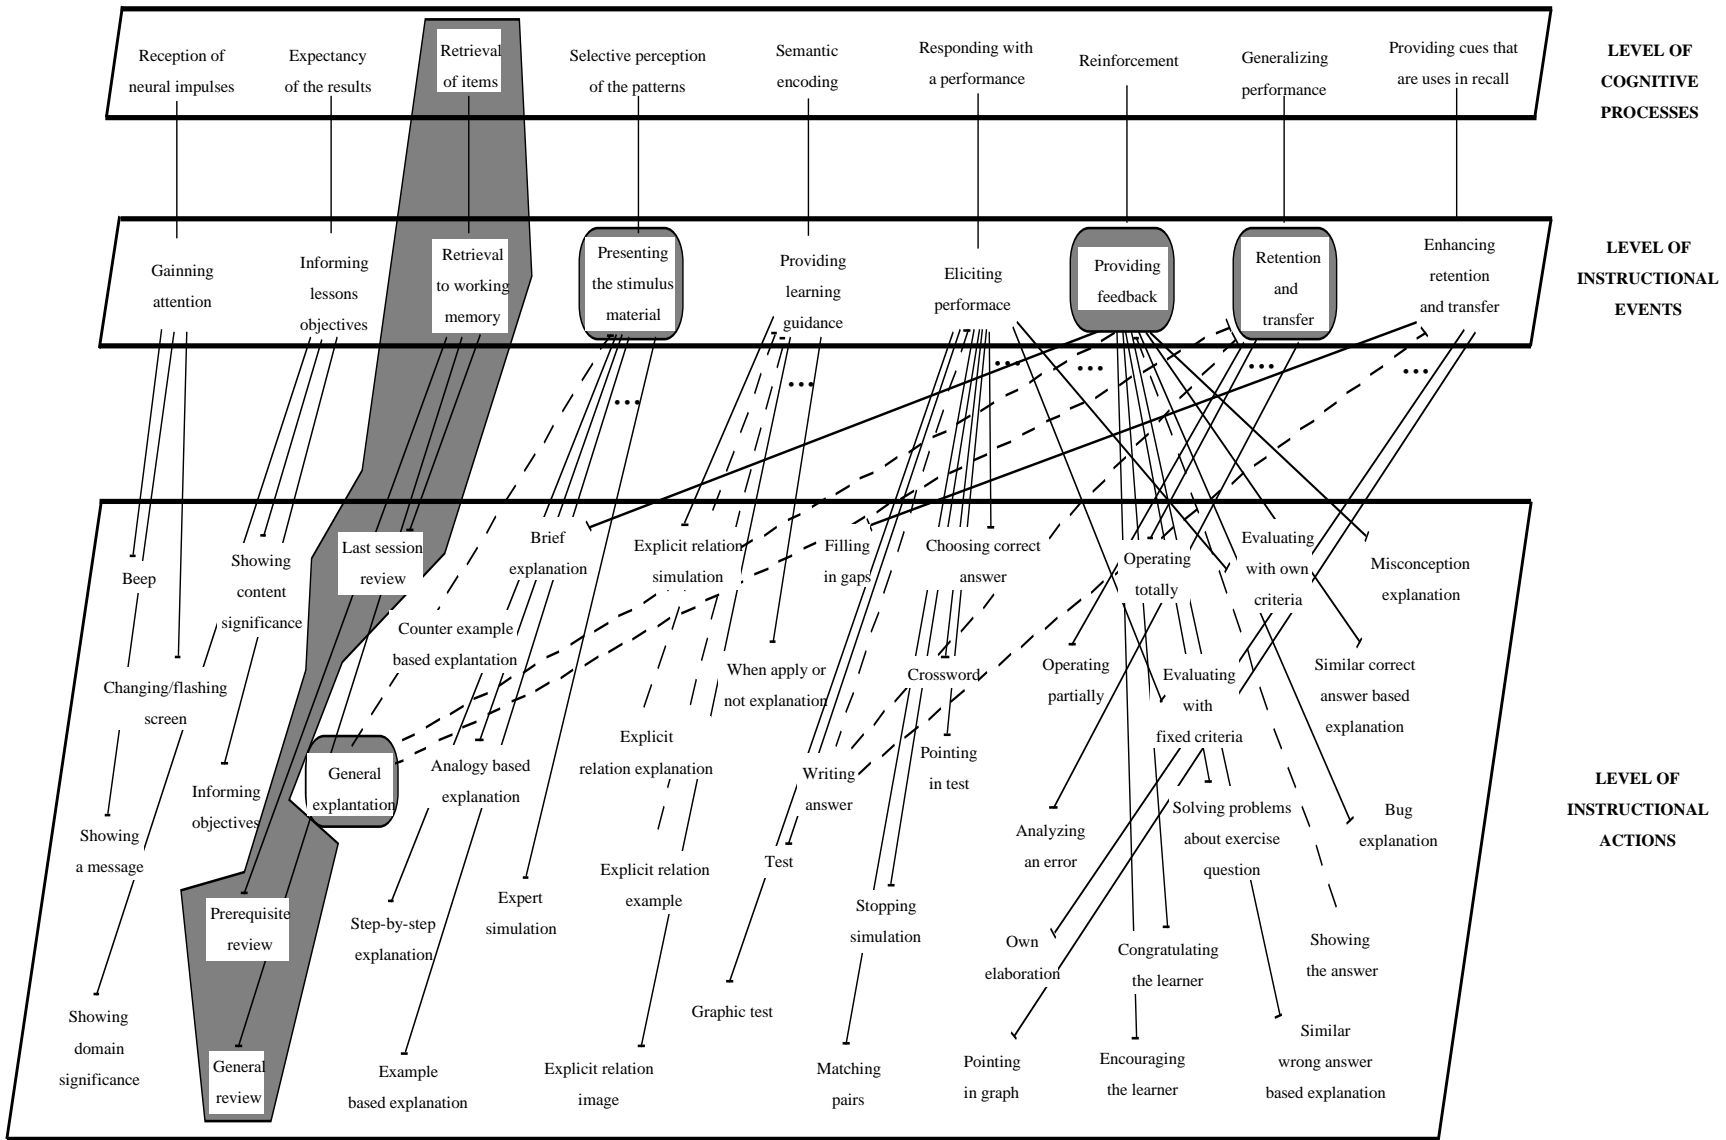 Reception of
neural impulses
Expectancy
of the results
Retrieval
of items
Selective perception
of the patterns
Semantic
encoding
Responding with
a performance
Reinforcement
Generalizing
performance
Providing cues that
are uses in recall
LEVEL OF
COGNITIVE
PROCESSES
Gainning
attention
Informing
lessons
objectives
Retrieval
to working
memory
Presenting
the stimulus
material
Providing
learning
guidance
Eliciting
performace
Providing
feedback
Retention
and
transfer
Enhancing
retention
and transfer
LEVEL OF
INSTRUCTIONAL
EVENTS
...
...
...
...
...
...
Beep
Showing
content
significance
Last session
review
Brief
explanation
Explicit relation
simulation
Filling
in gaps
Choosing correct
answer
Operating
totally
Evaluating
with own
criteria
Misconception
explanation
Changing/flashing
screen
Counter example
based explantation
When apply or
not explanation
Crossword
Operating
partially
Evaluating
with
fixed criteria
Similar correct
answer based
explanation
Informing
objectives
General
explantation
Analogy based
explanation
Explicit
relation explanation
Writing
answer
Pointing
in test
LEVEL OF
INSTRUCTIONAL
ACTIONS
Showing
a message
Test
Analyzing
an error
Solving problems
about exercise
question
Bug
explanation
Prerequisite
review
Step-by-step
explanation
Expert
simulation
Explicit relation
example
Stopping
simulation
Own
elaboration
Congratulating
the learner
Showing
the answer
Showing
domain
significance
General
review
Example
based explanation
Explicit relation
image
Graphic test
Matching
pairs
Pointing
in graph
Encouraging
the learner
Similar
wrong answer
based explanation